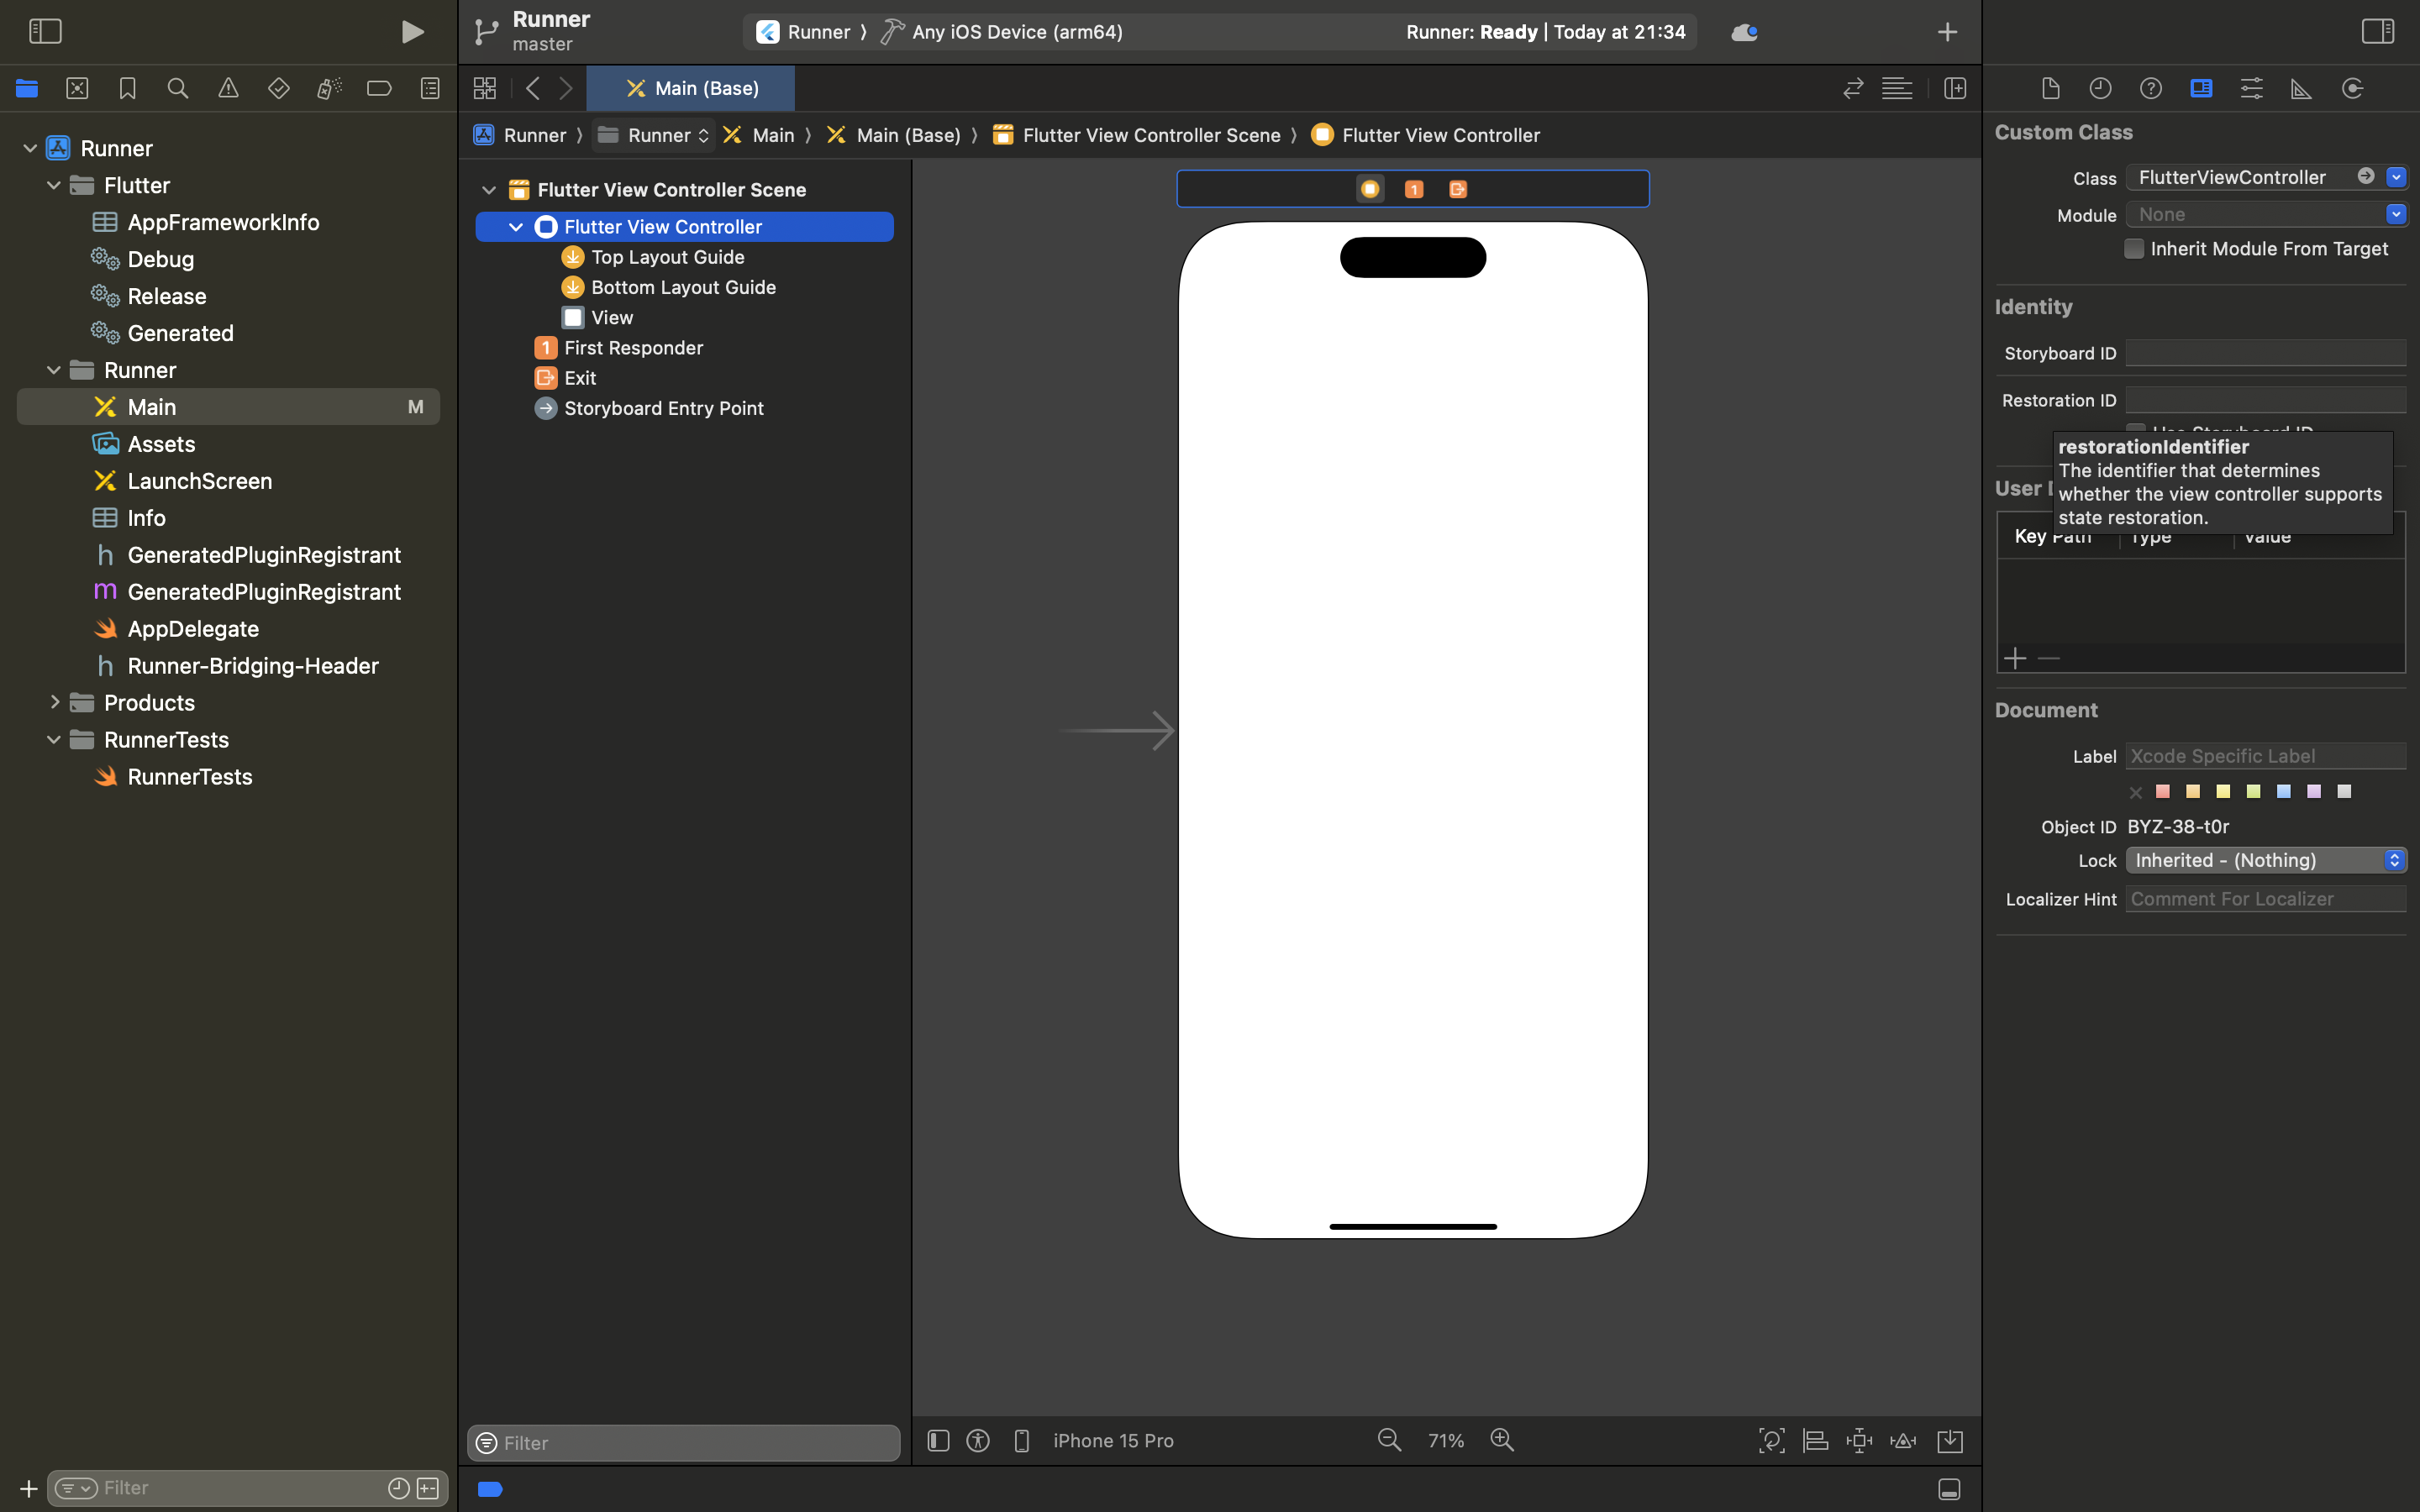 Runner
master
Runner
Any iOS Device (arm64)
Runner: Ready | Today at 21:34
Main (Base)
Runner
Runner
Main
Main (Base)
Flutter View Controller Scene
Flutter View Controller
Runner
Flutter
AppFrameworkInfo
Debug
Release
Generated
Runner
Main
M
Assets
LaunchScreen
Info
h GeneratedPluginRegistrant
m GeneratedPluginRegistrant
AppDelegate
h Runner-Bridging-Header
Products
RunnerTests
RunnerTests
Filter
Flutter View Controller Scene
Flutter View Controller
Top Layout Guide
Bottom Layout Guide
View
1 First Responder
Exit
Storyboard Entry Point
Filter
1
iPhone 15 Pro
71%
Custom Class
Class FlutterViewController
Module None
Inherit Module From Target
Identity
Storyboard ID
Restoration ID
Use Storyboard ID
restorationIdentifier
The identifier that determines
whether the view controller supports
state restoration.
User
Key Path
Type
Value
Document
Label Xcode Specific Label
Object ID BYZ-38-t0r
Lock Inherited - (Nothing)
Localizer Hint Comment For Localizer